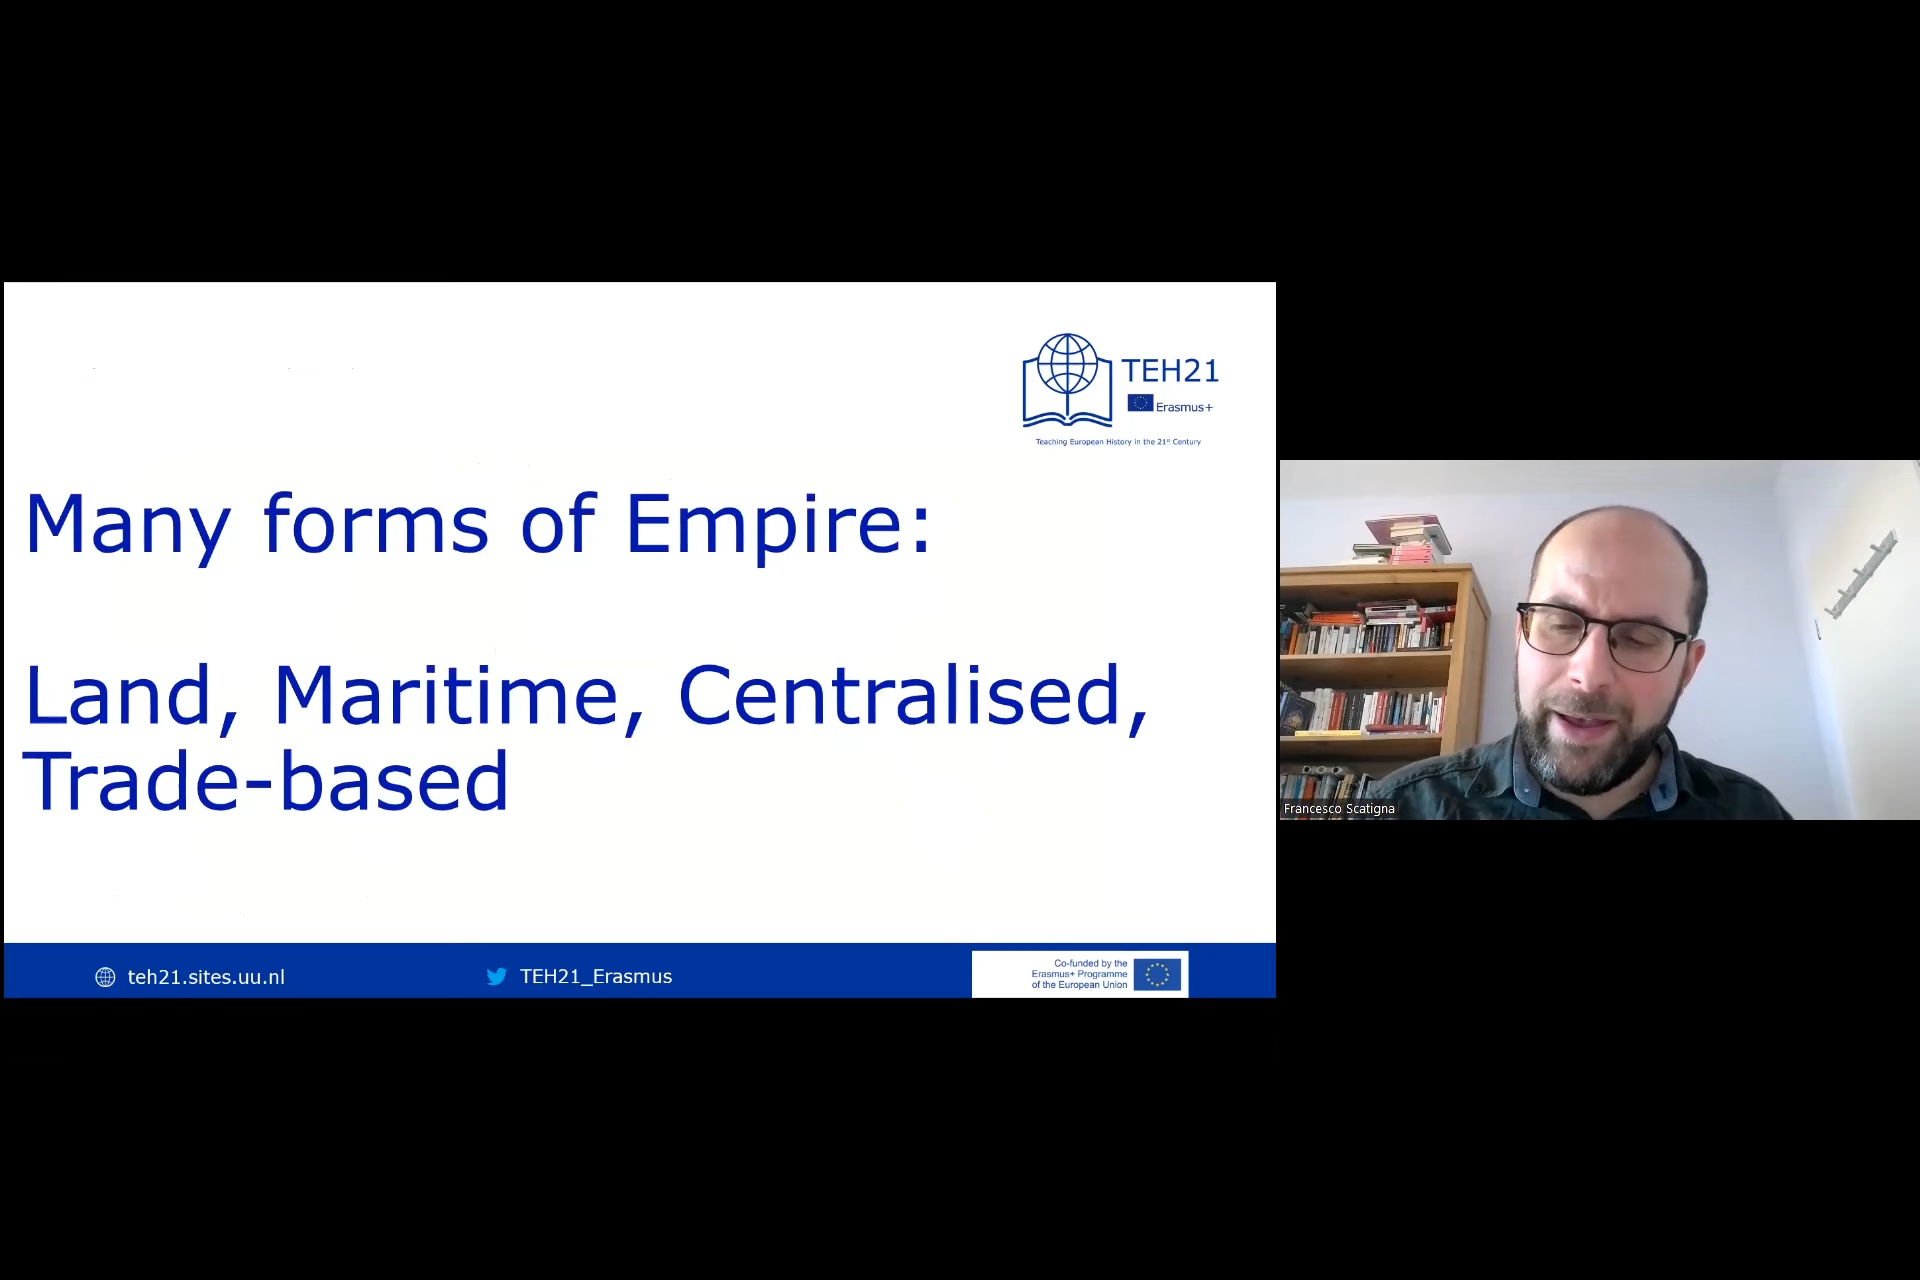 TEH21
Erasmus+
Teaching European History in the 21st Century
Many forms of Empire:
Land, Maritime, Centralised,
Trade-based
teh21.sites.uu.nl
TEH21_Erasmus
Co-funded by the
Erasmus+ Programme
of the European Union
Francesco Scatigna